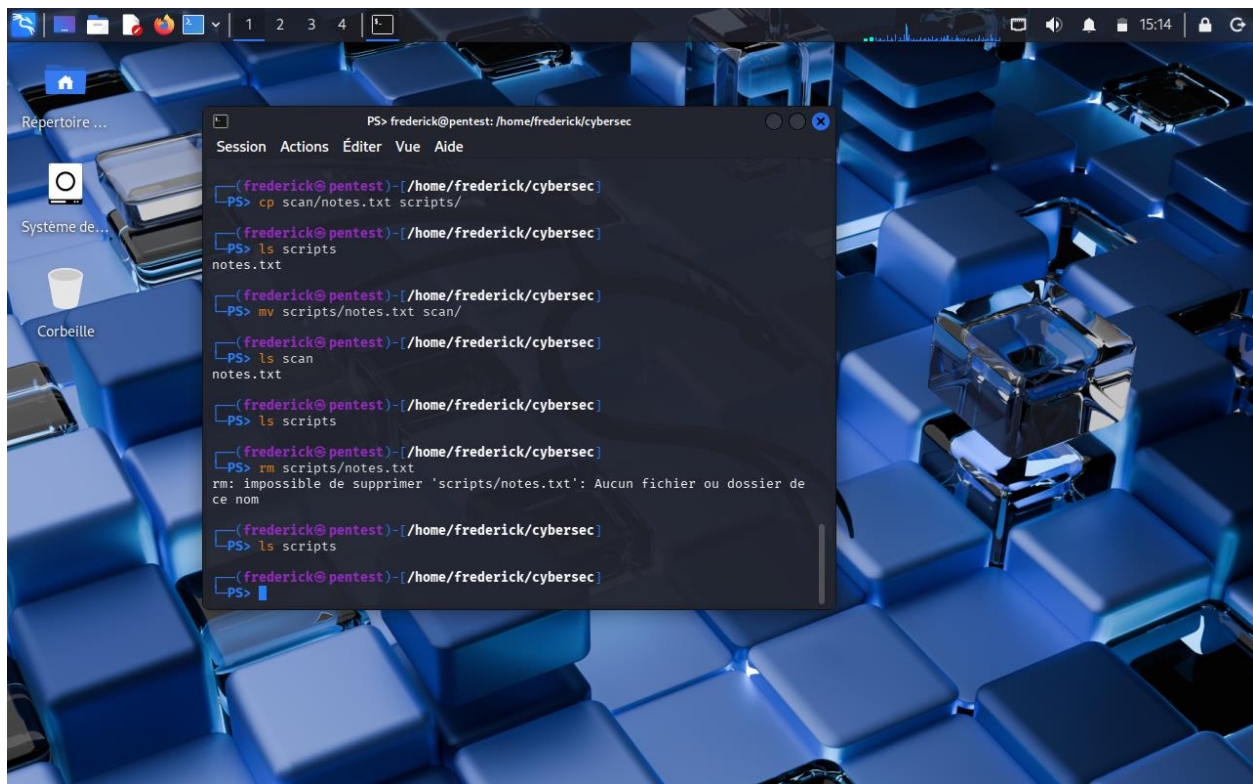 1 2 3 4 15:14
Répertoire ...
Système de...
Corbeille
PS> frederick@pentest: /home/frederick/cybersec
Session Actions Éditer Vue Aide
(frederick㉿pentest)-[/home/frederick/cybersec]
PS> cp scan/notes.txt scripts/
(frederick㉿pentest)-[/home/frederick/cybersec]
PS> ls scripts
notes.txt
(frederick㉿pentest)-[/home/frederick/cybersec]
PS> mv scripts/notes.txt scan/
(frederick㉿pentest)-[/home/frederick/cybersec]
PS> ls scan
notes.txt
(frederick㉿pentest)-[/home/frederick/cybersec]
PS> ls scripts
(frederick㉿pentest)-[/home/frederick/cybersec]
PS> rm scripts/notes.txt
rm: impossible de supprimer 'scripts/notes.txt': Aucun fichier ou dossier de
ce nom
(frederick㉿pentest)-[/home/frederick/cybersec]
PS> ls scripts
(frederick㉿pentest)-[/home/frederick/cybersec]
PS>